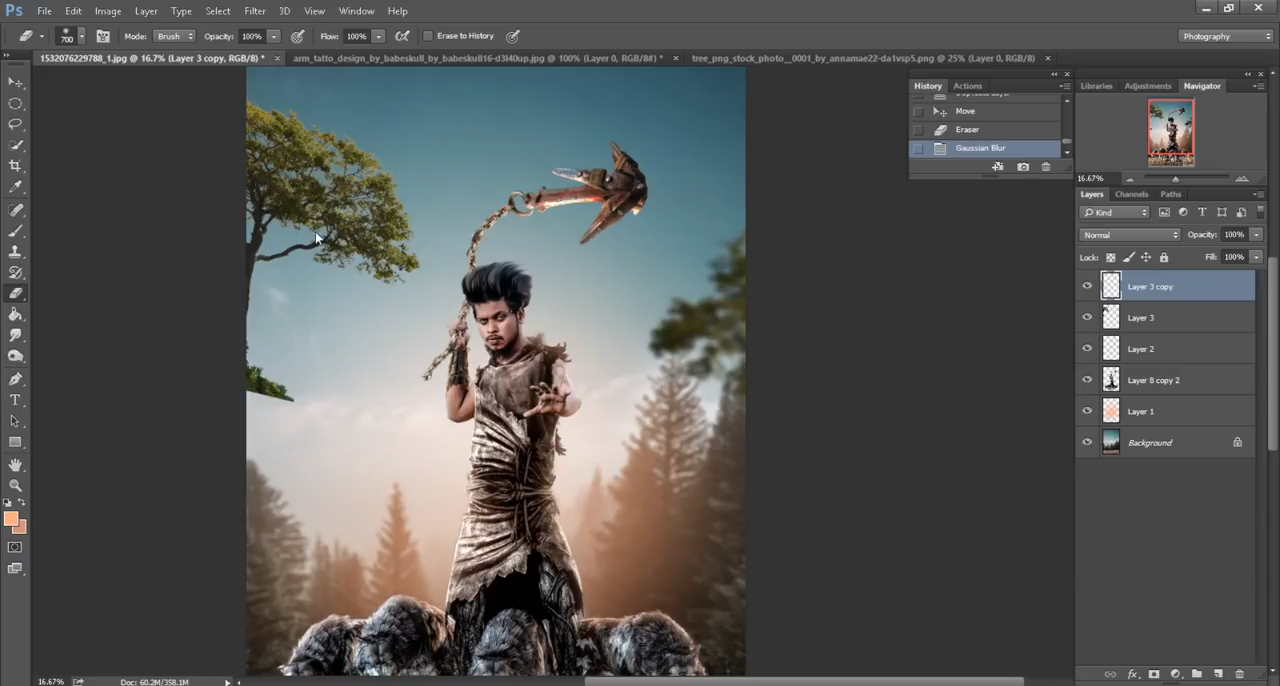 Ps File Edit Image Layer Type Select Filter 3D View Window Help
700 Mode: Brush Opacity: 100% Flow: 100% Erase to History Photography
1532076229788_1.jpg @ 16.7% (Layer 3 copy, RGB/8) * × arm_tatto_design_by_babeskull_by_babeskull16-d3l40up.jpg @ 100% (Layer 0, RGB/8#) * × tree_png_stock_photo__0001_by_annamae22-da1vsp5.png @ 25% (Layer 0, RGB/8) ×
History Actions
Move
Eraser
Gaussian Blur
Libraries Adjustments Navigator
16.67%
Layers Channels Paths
Kind
Normal Opacity: 100%
Lock: Fill: 100%
Layer 3 copy
Layer 3
Layer 2
Layer 8 copy 2
Layer 1
Background
16.67% Doc: 60.2M/358.1M